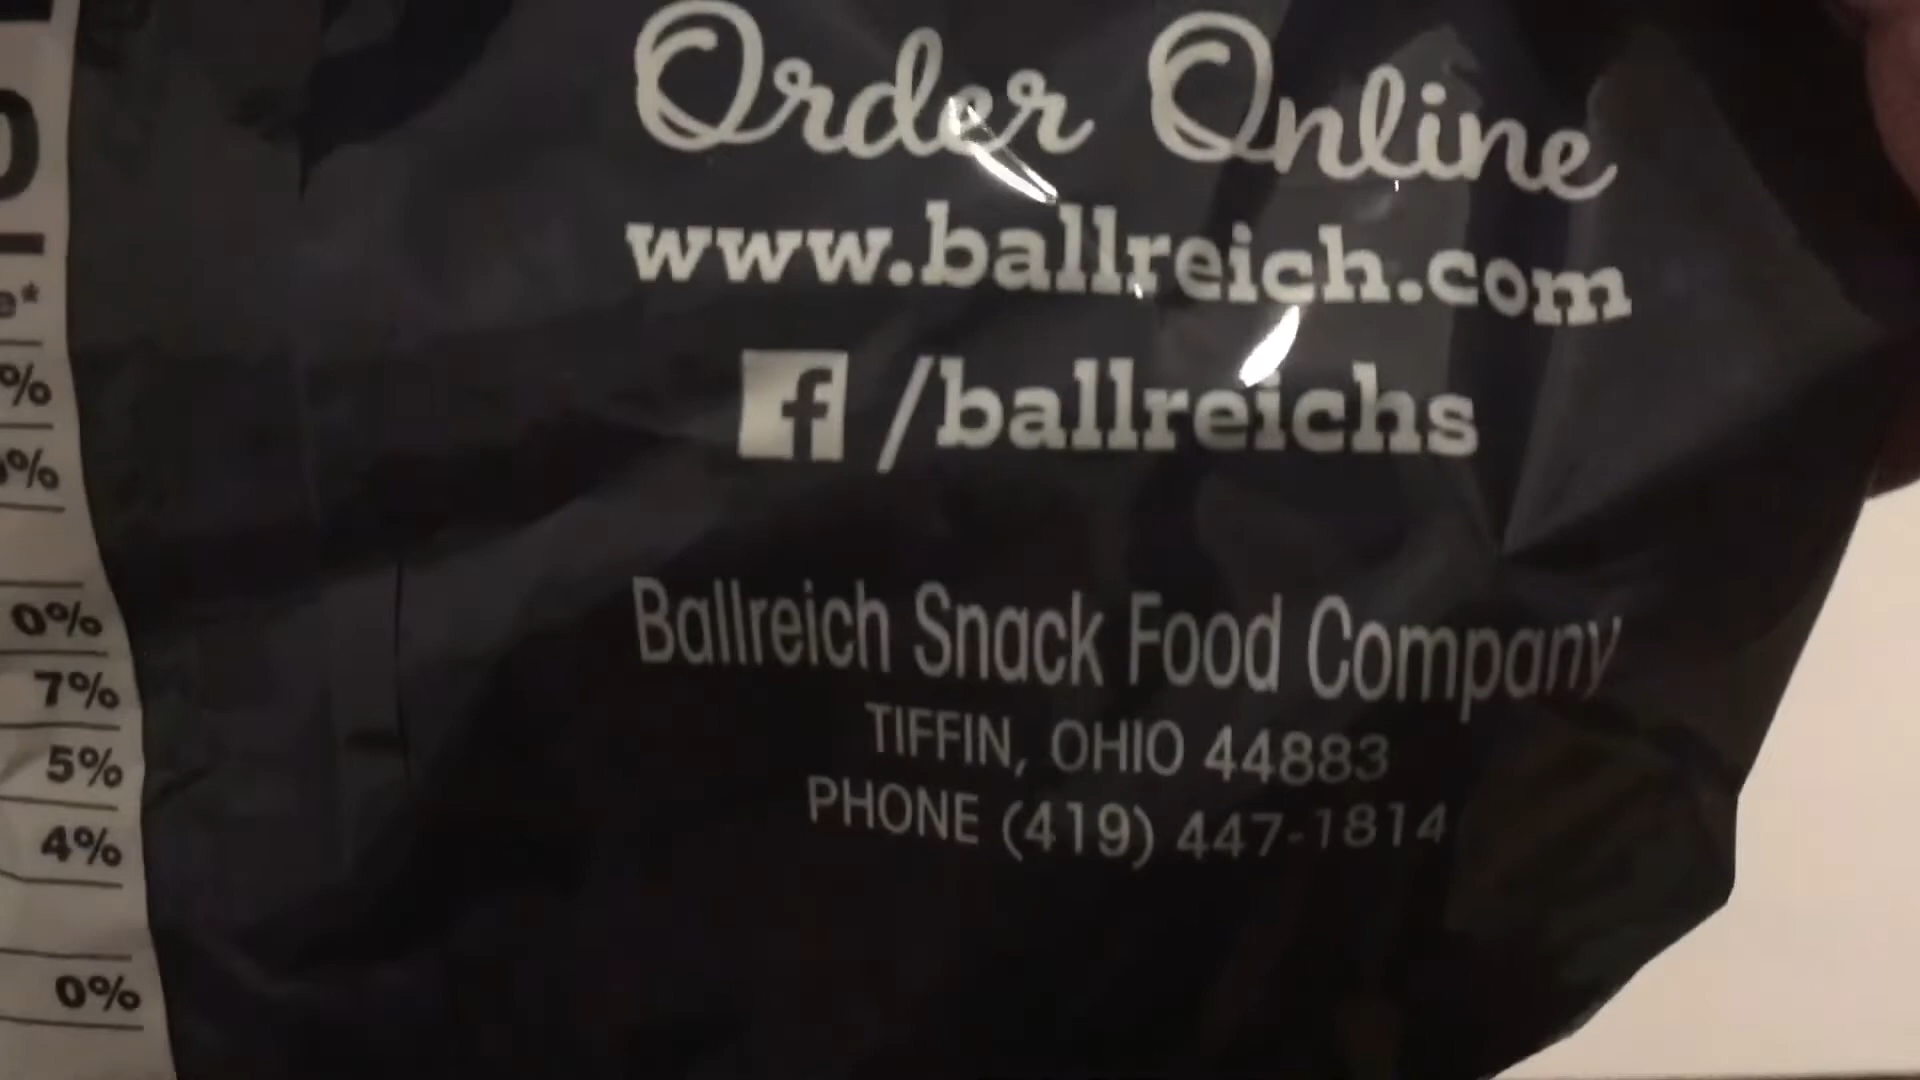 Order Online
www.ballreich.com
f/ballreichs
Ballreich Snack Food Company
TIFFIN, OHIO 44883
PHONE (419) 447-1814
0
e*
%
%
0%
7%
5%
4%
0%